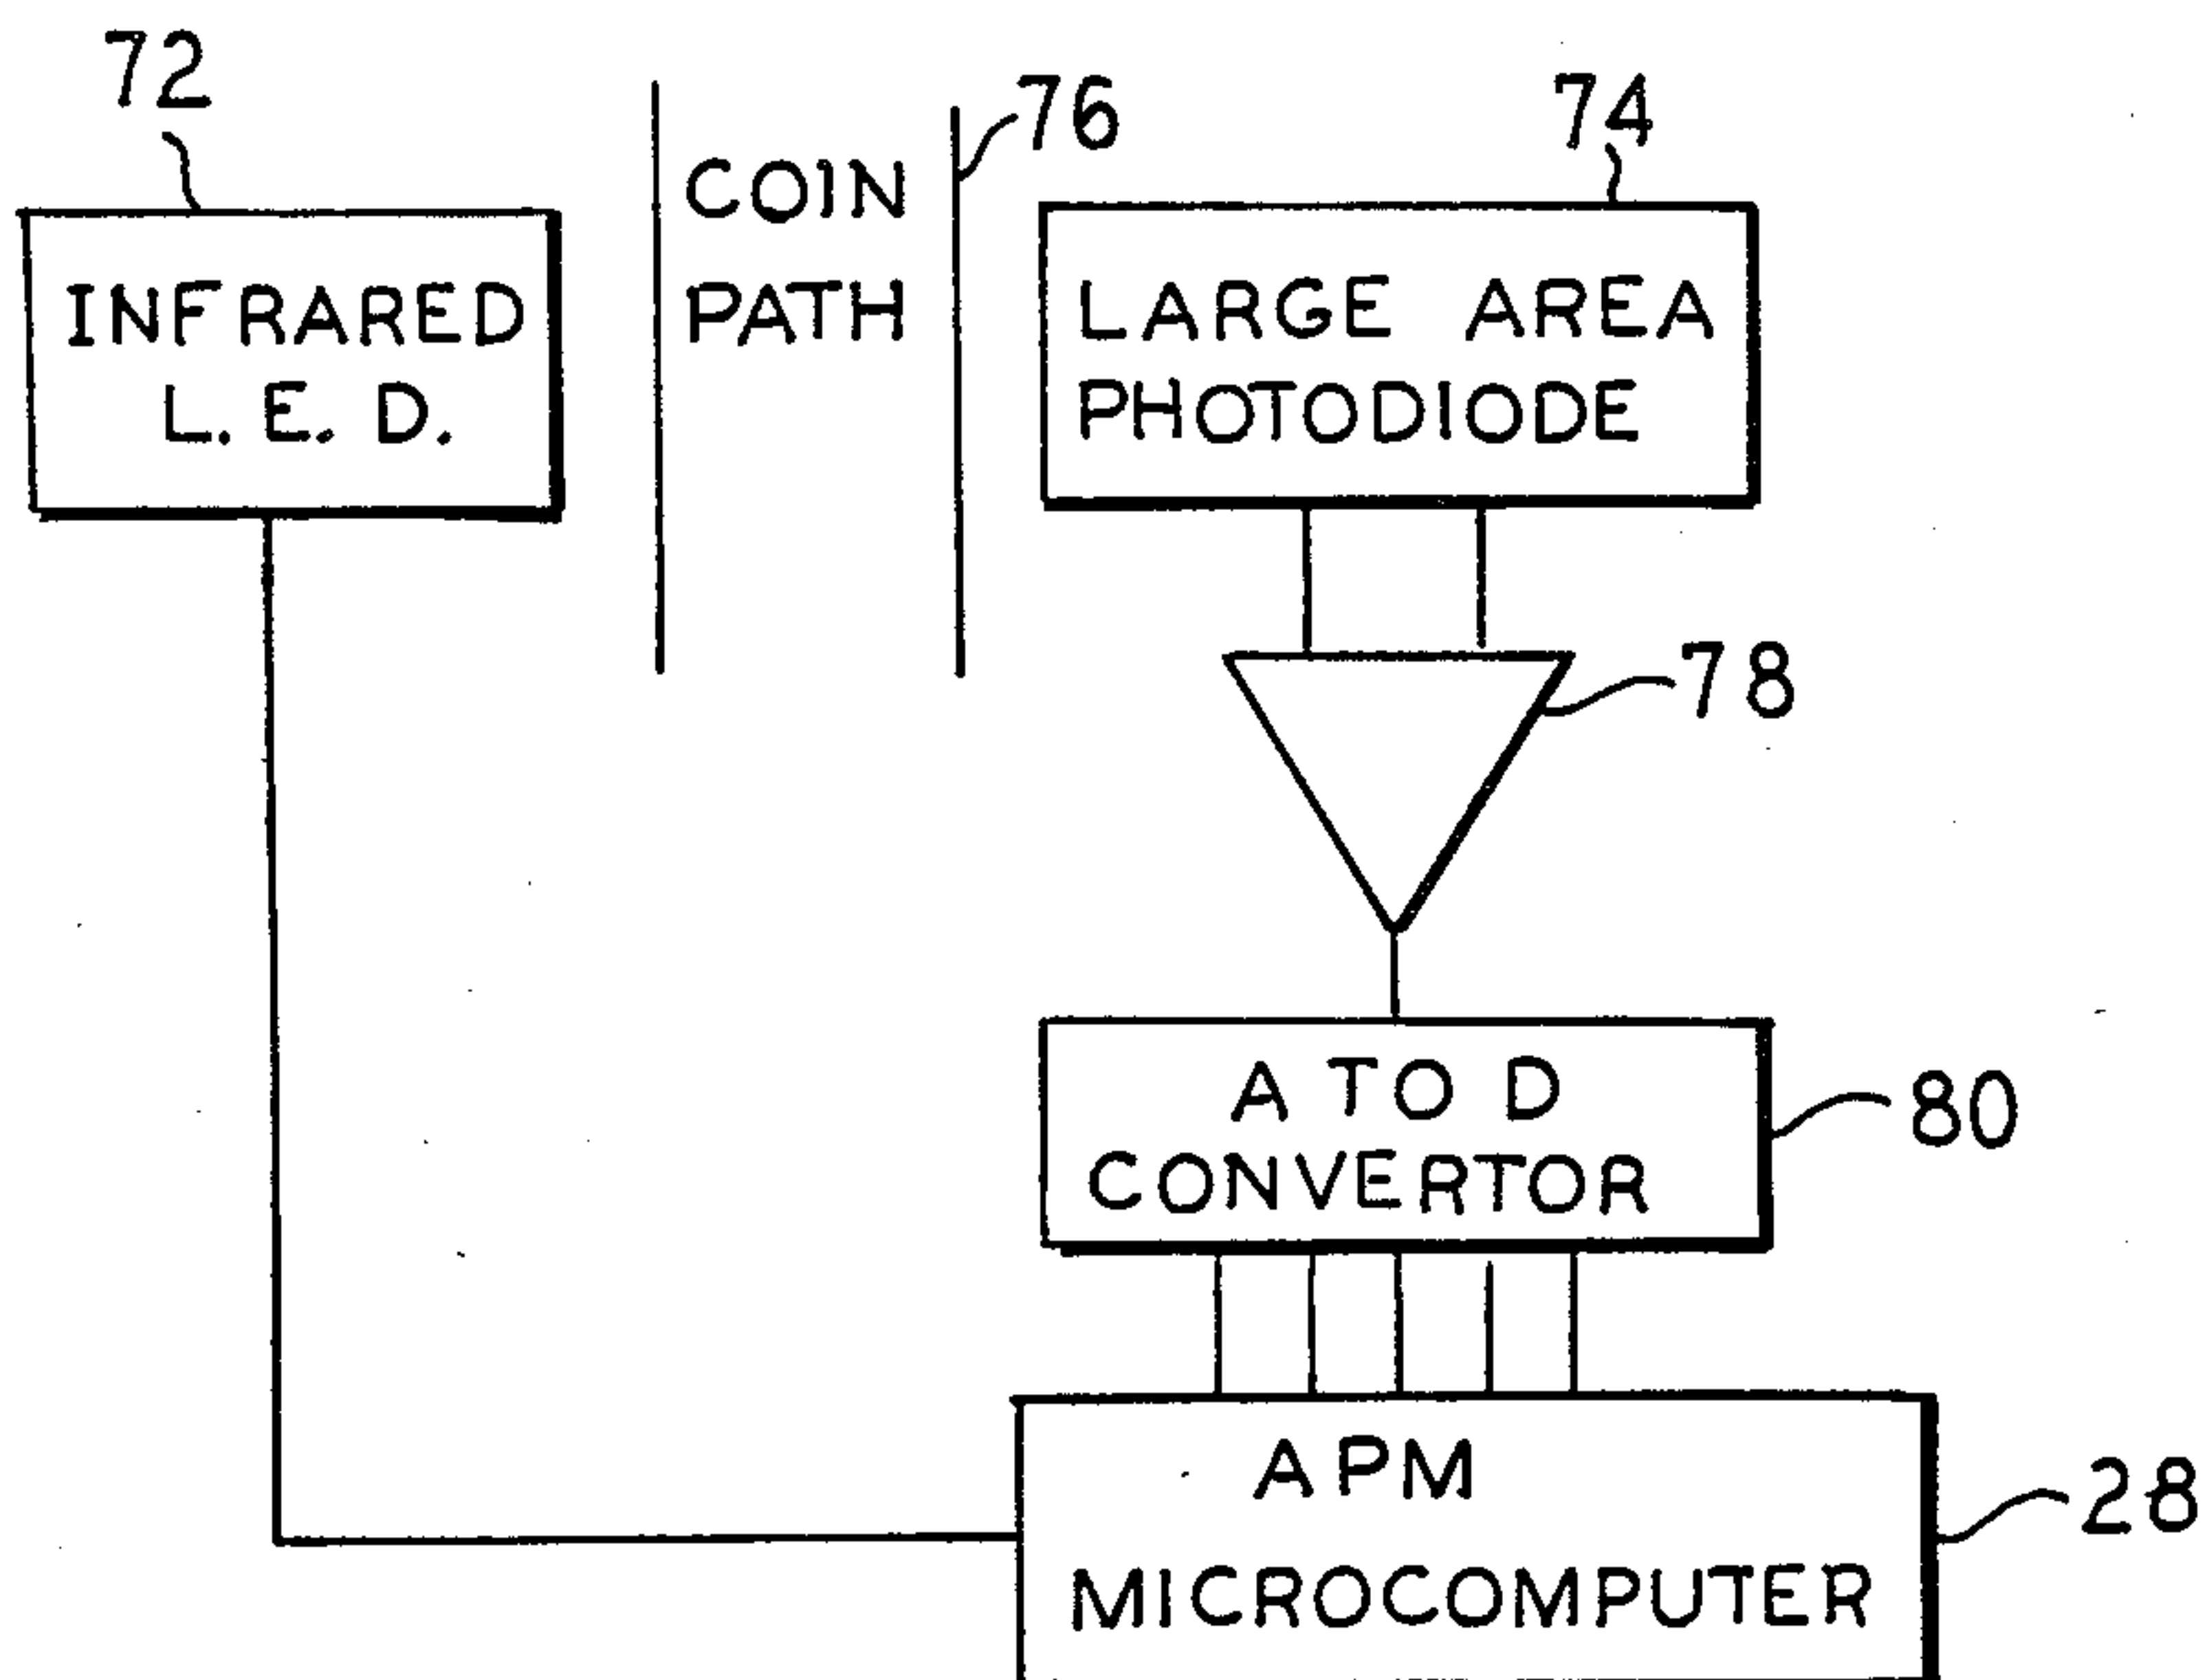 72
76
74
COIN
PATH
INFRARED
L. E. D.
LARGE AREA
PHOTODIODE
78
A TO D
CONVERTOR
80
APM
MICROCOMPUTER
28